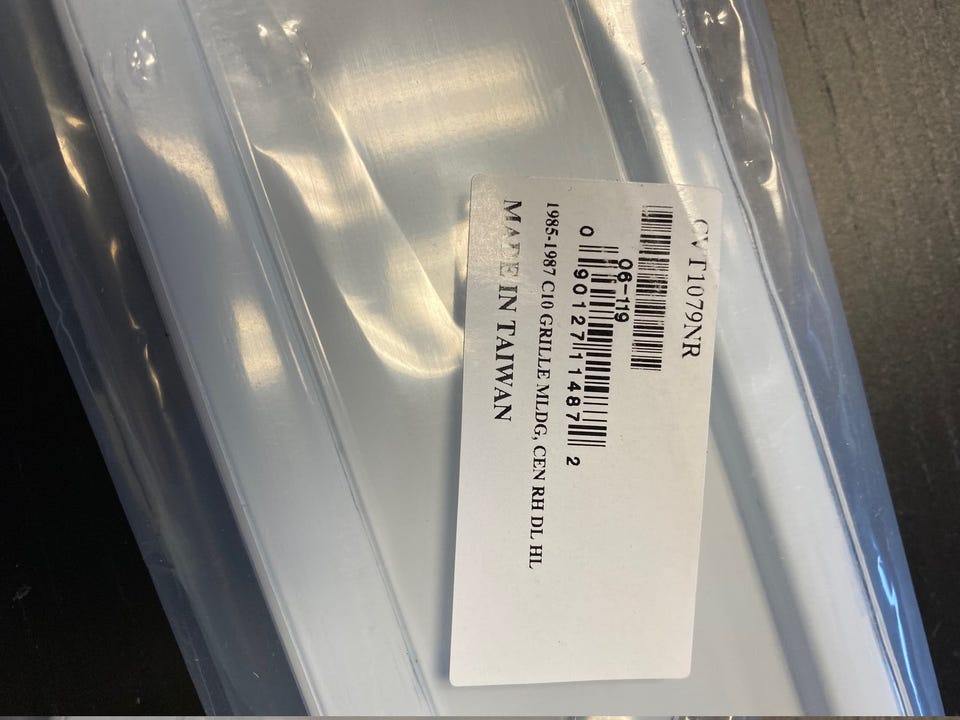 CVT1079NR
06-119
0 90127 11487 2
1985-1987 C10 GRILLE MLDG, CEN RH DL HL
MADE IN TAIWAN